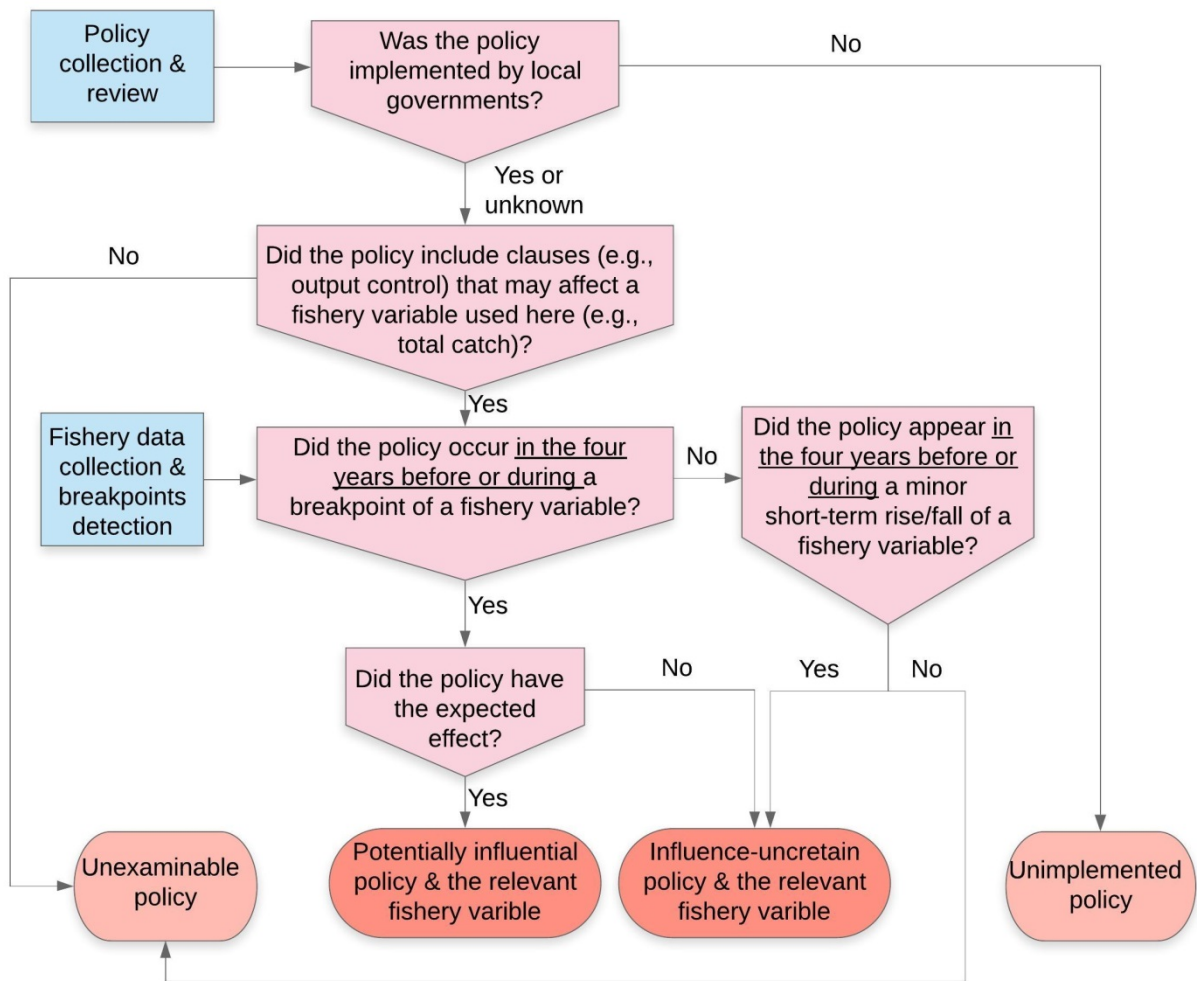 Policy
collection &
review
Was the policy
implemented by local
governments?
No
Yes or
unknown
No
Did the policy include clauses (e.g.,
output control) that may affect a
fishery variable used here (e.g.,
total catch)?
Yes
Fishery data
collection &
breakpoints
detection
Did the policy occur in the four
years before or during a
breakpoint of a fishery variable?
No
Did the policy appear in
the four years before or
during a minor
short-term rise/fall of a
fishery variable?
Yes
Did the policy have
the expected
effect?
No
Yes
No
Yes
Unexaminable
policy
Potentially influential
policy & the relevant
fishery varible
Influence-uncretain
policy & the relevant
fishery varible
Unimplemented
policy